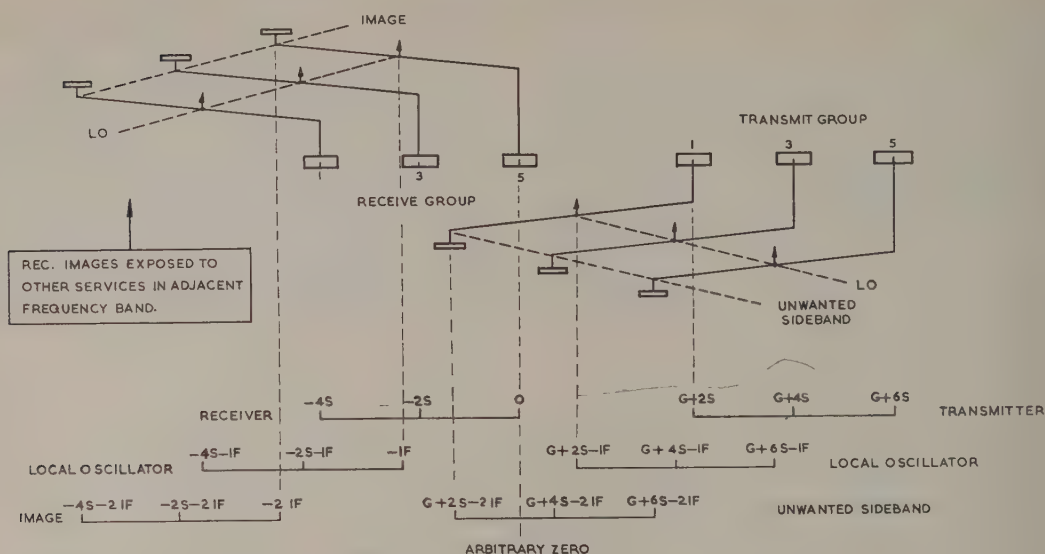 IMAGE
LO
TRANSMIT GROUP
1 3 5
3 5
RECEIVE GROUP
REC. IMAGES EXPOSED TO
OTHER SERVICES IN ADJACENT
FREQUENCY BAND.
LO
UNWANTED
SIDEBAND
RECEIVER -4S -2S O G+2S G+4S G+6S TRANSMITTER
LOCAL OSCILLATOR -4S-IF -2S-IF -IF G+2S-IF G+4S-IF G+6S-IF LOCAL OSCILLATOR
IMAGE -4S-2IF -2S-2IF -2IF G+2S-2IF G+4S-2IF G+6S-2IF UNWANTED SIDEBAND
ARBITRARY ZERO